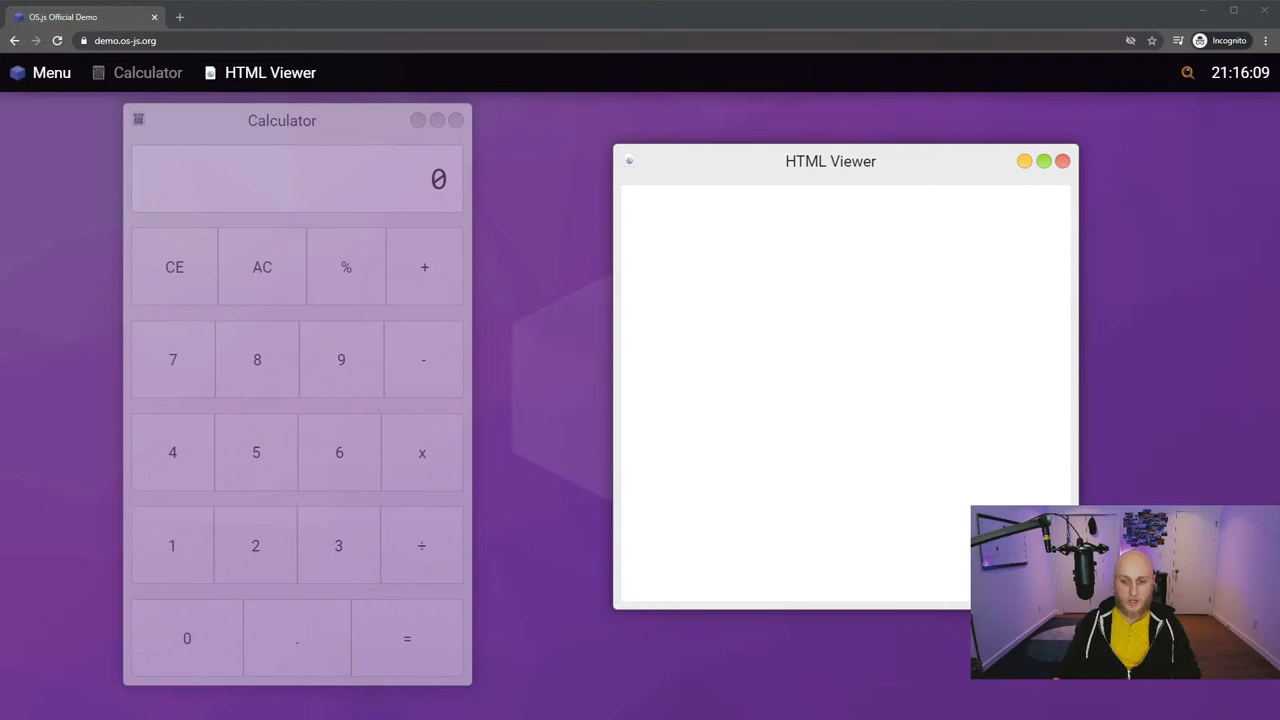 OS.js Official Demo
demo.os-js.org
Incognito
Menu
Calculator
HTML Viewer
21:16:09
Calculator
0
CE AC % +
7 8 9 -
4 5 6 x
1 2 3 ÷
0 . =
HTML Viewer